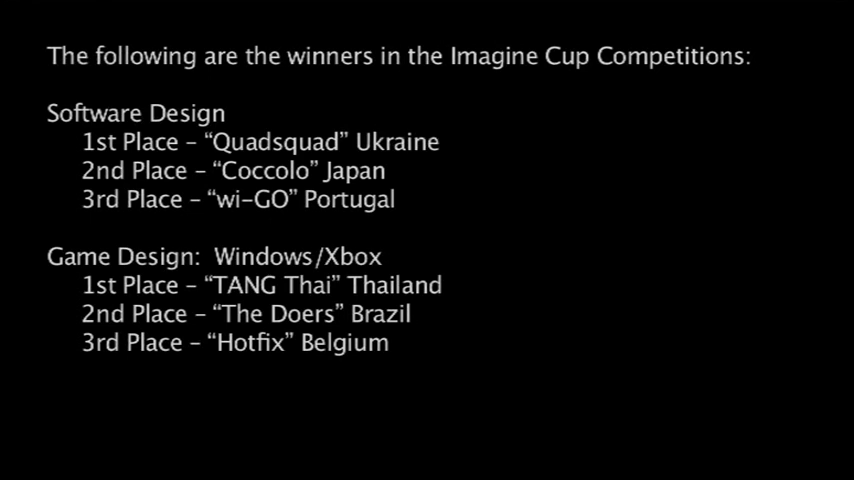 The following are the winners in the Imagine Cup Competitions:
Software Design
1st Place – “Quadsquad” Ukraine
2nd Place – “Coccolo” Japan
3rd Place – “wi-GO” Portugal
Game Design:  Windows/Xbox
1st Place – “TANG Thai” Thailand
2nd Place – “The Doers” Brazil
3rd Place – “Hotfix” Belgium